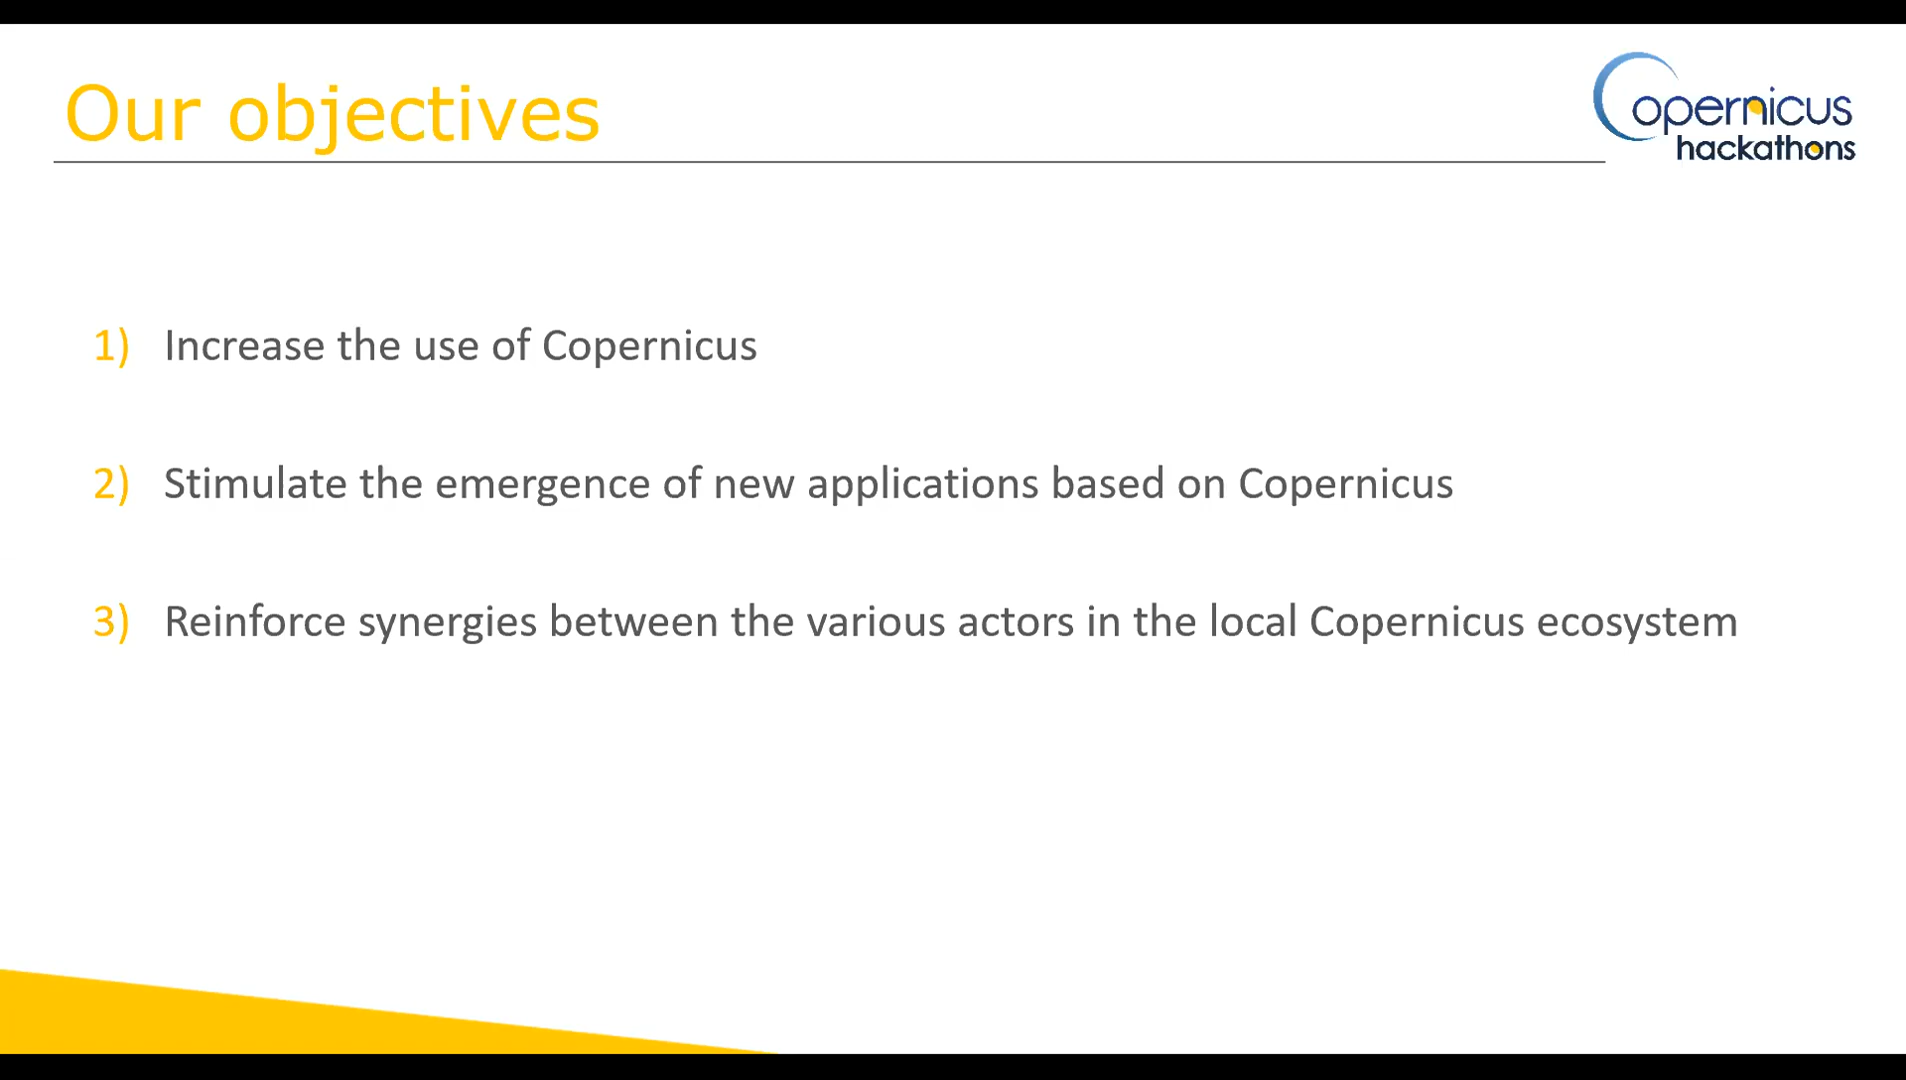 Our objectives
Copernicus
hackathons
1) Increase the use of Copernicus
2) Stimulate the emergence of new applications based on Copernicus
3) Reinforce synergies between the various actors in the local Copernicus ecosystem